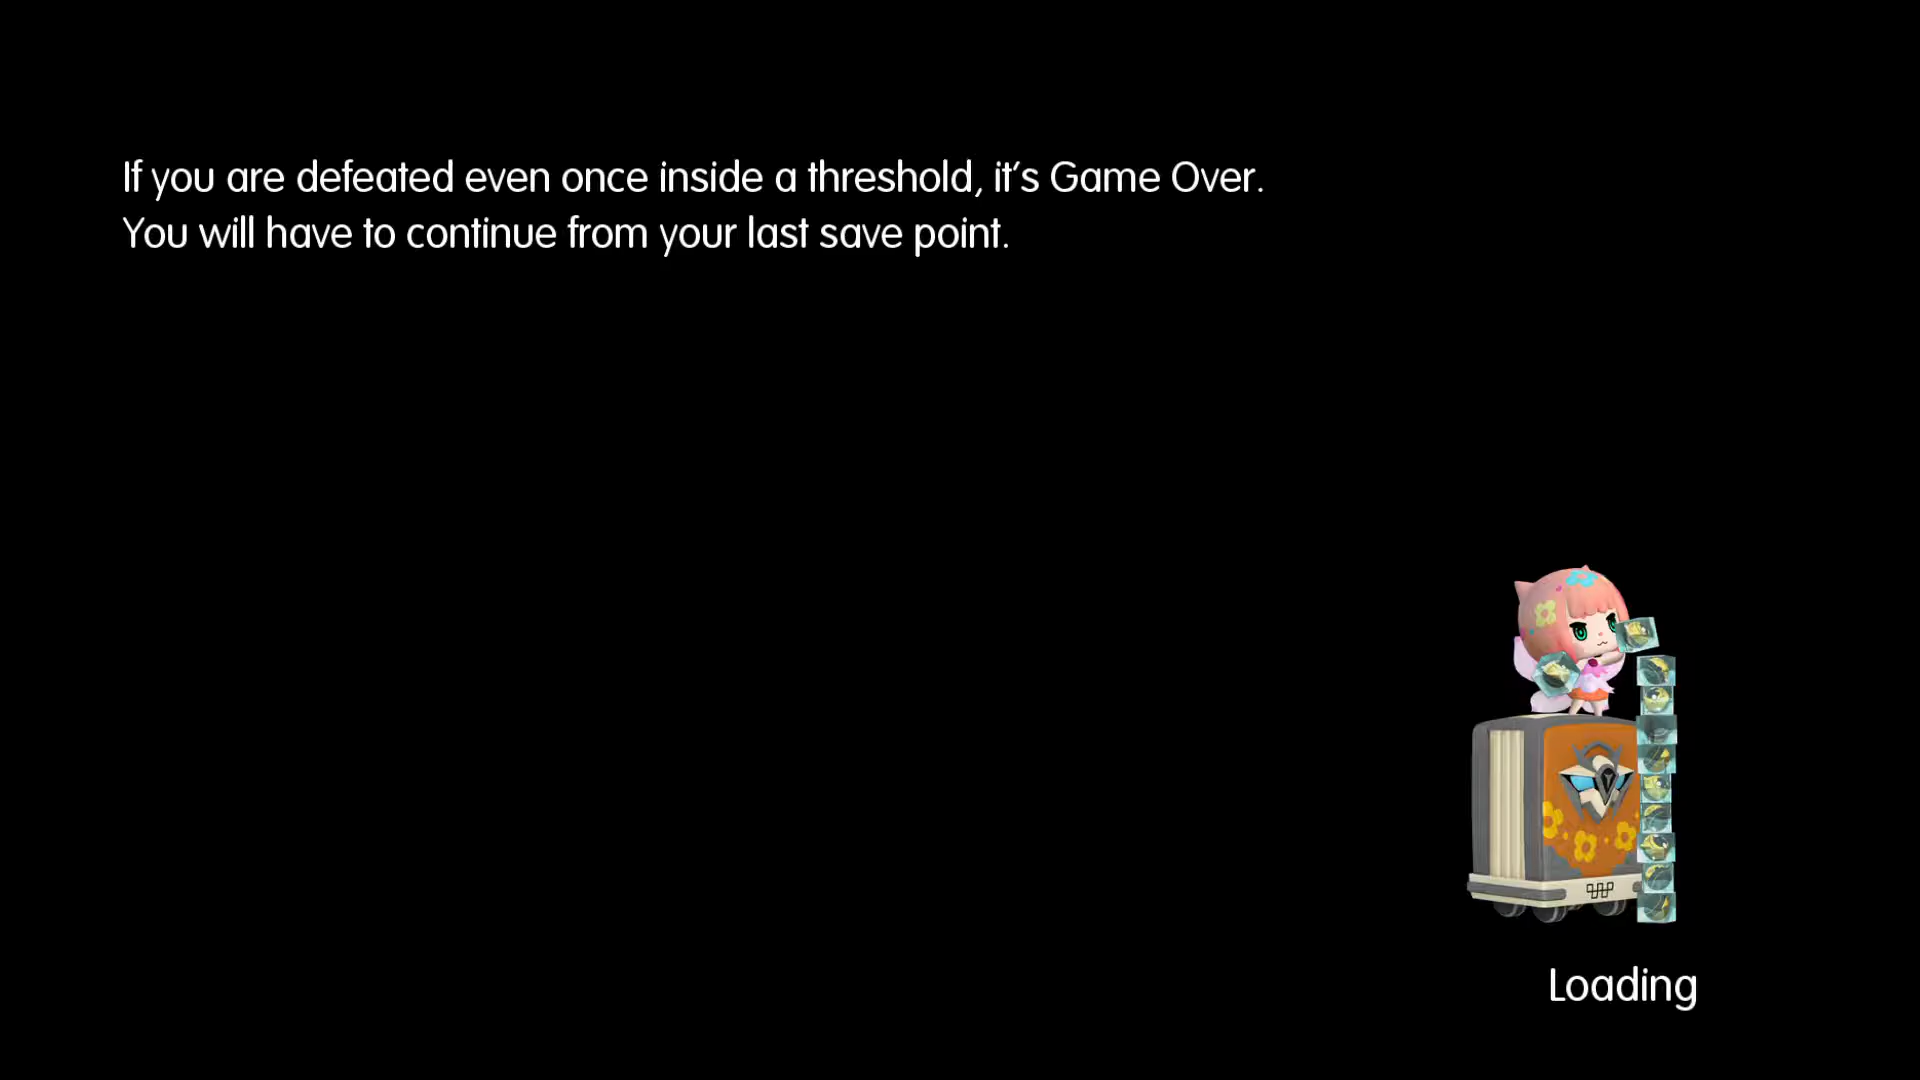 If you are defeated even once inside a threshold, it's Game Over.
You will have to continue from your last save point.
Loading